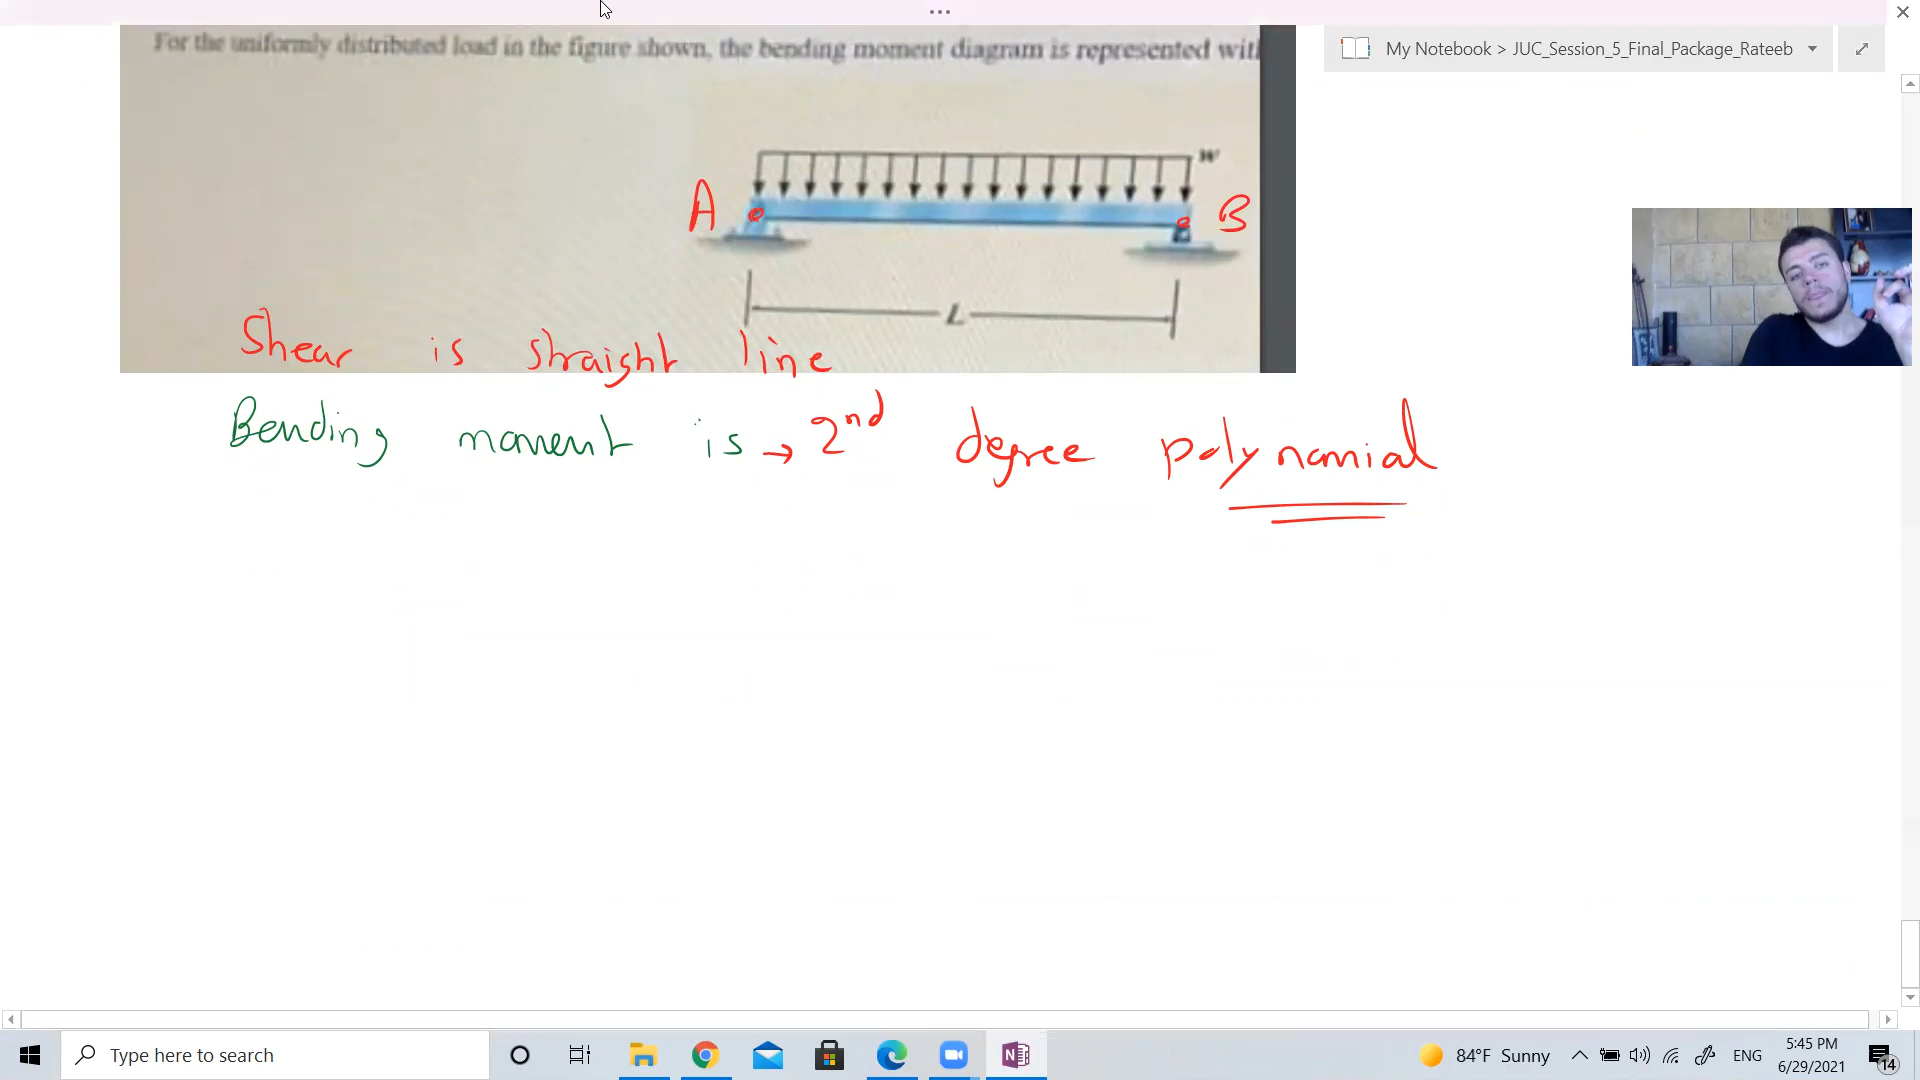 For the uniformly distributed load in the figure shown, the bending moment diagram is represented wit
My Notebook > JUC_Session_5_Final_Package_Rateeb
w
A
B
L
Shear is straight line
Bending moment is → 2nd degree polynomial
Type here to search
84°F Sunny
ENG
5:45 PM
6/29/2021
14